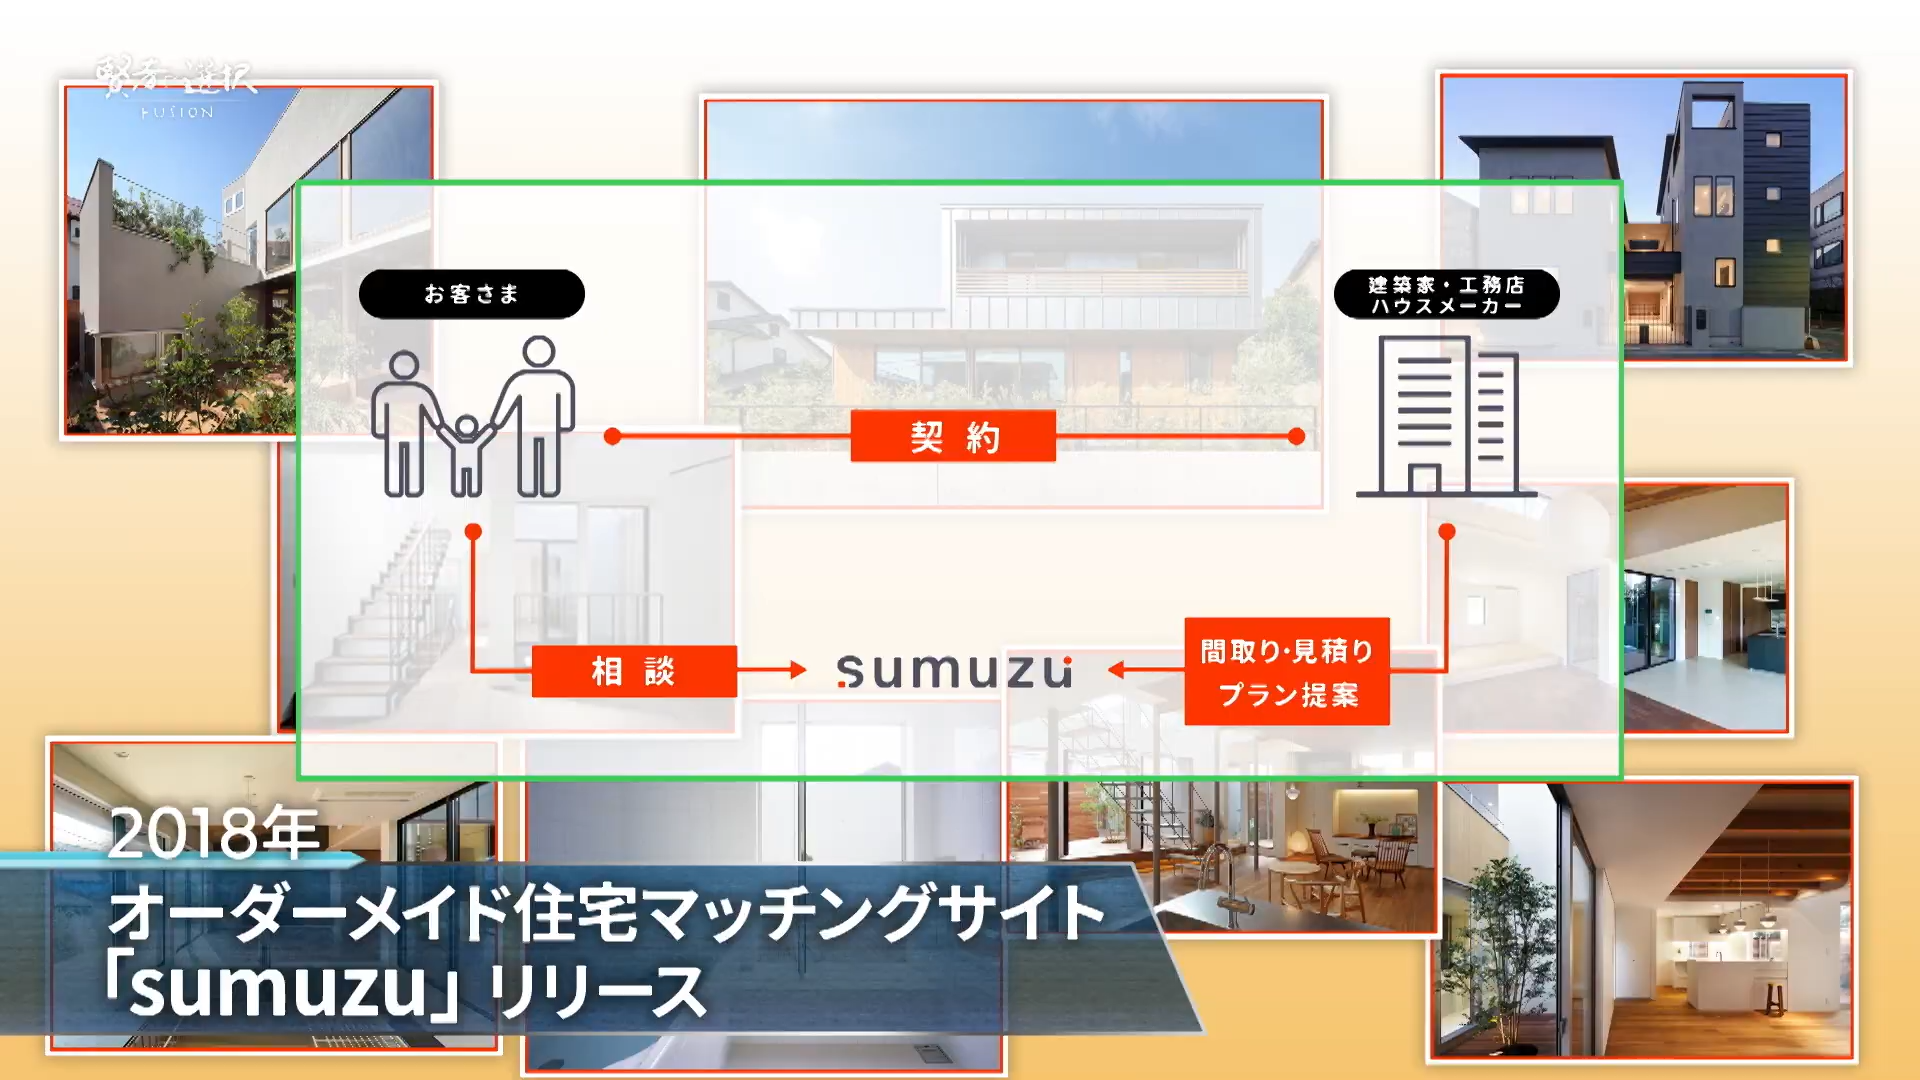 賢者の選択
FUSION
お客さま
建築家・工務店
ハウスメーカー
契約
相談
sumuzu
間取り・見積り
プラン提案
2018年
オーダーメイド住宅マッチングサイト
「sumuzu」リリース